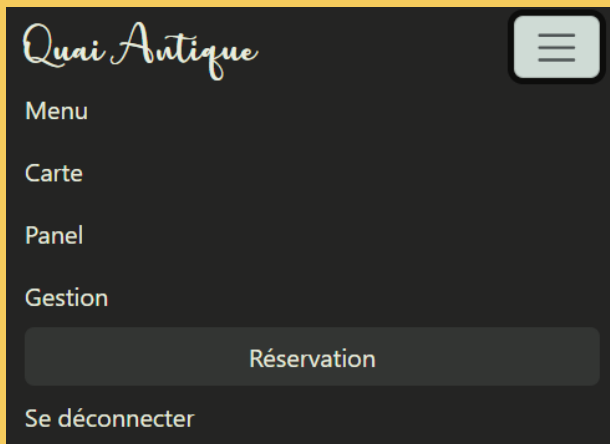 Quai Antique
Menu
Carte
Panel
Gestion
Réservation
Se déconnecter